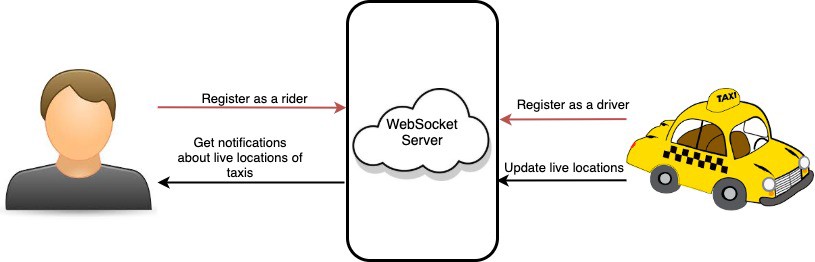 Register as a rider
Get notifications
about live locations of
taxis
WebSocket
Server
TAXI
Register as a driver
Update live locations